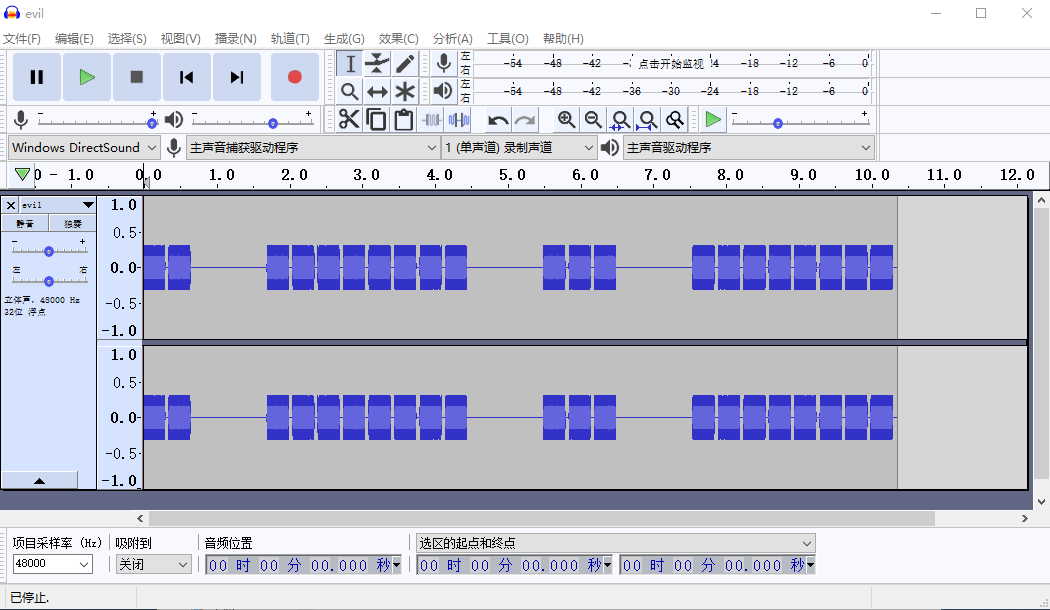 evil
文件(F) 编辑(E) 选择(S) 视图(V) 播录(N) 轨道(T) 生成(G) 效果(C) 分析(A) 工具(O) 帮助(H)
左 右 -54 -48 -42 点击开始监视 -18 -12 -6 0
左 右 -54 -48 -42 -36 -30 -24 -18 -12 -6 0
- + - + - +
Windows DirectSound 主声音捕获驱动程序 1 (单声道) 录制声道 主声音驱动程序
- 1.0 0.0 1.0 2.0 3.0 4.0 5.0 6.0 7.0 8.0 9.0 10.0 11.0 12.0
evil 1.0
静音 独奏 0.5
- + 0.0
左 右
立体声, 48000 Hz -0.5
32位 浮点
-1.0
1.0
0.5
0.0
-0.5
-1.0
项目采样率 (Hz) 吸附到 音频位置 选区的起点和终点
48000 关闭 00 时 00 分 00.000 秒 00 时 00 分 00.000 秒 00 时 00 分 00.000 秒
已停止.